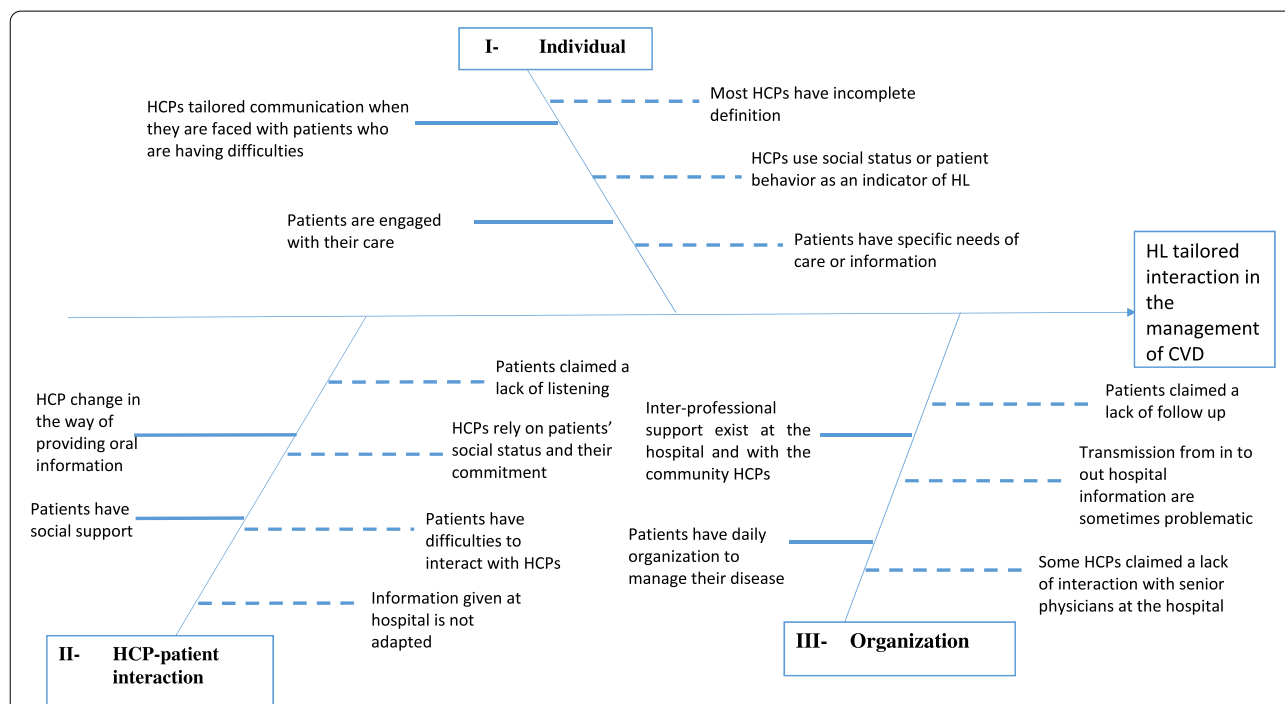 I- Individual
HCPs tailored communication when
they are faced with patients who
are having difficulties
Most HCPs have incomplete
definition
HCPs use social status or patient
behavior as an indicator of HL
Patients are engaged
with their care
Patients have specific needs of
care or information
HL tailored
interaction in
the
management
of CVD
Patients claimed a
lack of listening
HCP change in
the way of
providing oral
information
HCPs rely on patients’
social status and their
commitment
Patients have
social support
Patients have
difficulties to
interact with HCPs
Information given at
hospital is not
adapted
II- HCP-patient
interaction
Patients claimed a
lack of follow up
Inter-professional
support exist at the
hospital and with the
community HCPs
Transmission from in to
out hospital
information are
sometimes problematic
Patients have daily
organization to
manage their disease
Some HCPs claimed a lack
of interaction with senior
physicians at the hospital
III- Organization